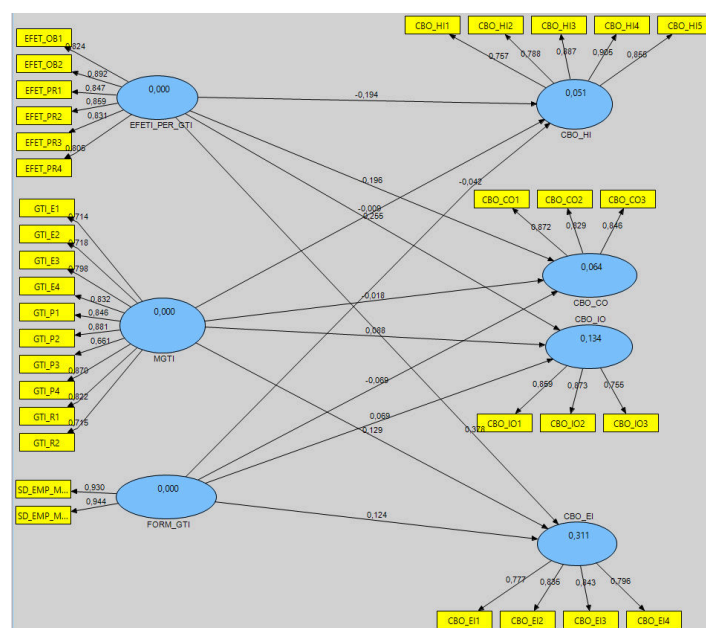 CBO_HI1
CBO_HI2
CBO_HI3
CBO_HI4
CBO_HI5
0,757
0,788
0,887
0,905
0,856
0,051
CBO_HI
EFET_OB1
EFET_OB2
EFET_PR1
EFET_PR2
EFET_PR3
EFET_PR4
0,824
0,892
0,847
0,859
0,831
0,806
0,000
EFETI_PER_GTI
-0,194
0,196
-0,042
-0,009
0,255
CBO_CO1
CBO_CO2
CBO_CO3
0,872
0,829
0,846
0,064
CBO_CO
GTI_E1
GTI_E2
GTI_E3
GTI_E4
GTI_P1
GTI_P2
GTI_P3
GTI_P4
GTI_R1
GTI_R2
0,714
0,718
0,798
0,832
0,846
0,881
0,661
0,870
0,822
0,715
0,000
MGTI
-0,018
0,088
-0,069
0,069
0,129
0,378
CBO_IO
0,134
0,859
0,873
0,755
CBO_IO1
CBO_IO2
CBO_IO3
SD_EMP_M...
SD_EMP_M...
0,930
0,944
0,000
FORM_GTI
0,124
CBO_EI
0,311
0,777
0,835
0,843
0,796
CBO_EI1
CBO_EI2
CBO_EI3
CBO_EI4